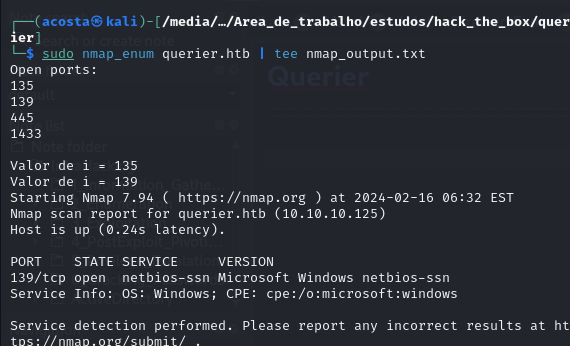 ┌──(acosta㉿kali)-[/media/…/Area_de_trabalho/estudos/hack_the_box/quer
ier]
└─$ sudo nmap_enum querier.htb | tee nmap_output.txt
Open ports:
135
139
445
1433
Querier
Valor de i = 135
Valor de i = 139
Starting Nmap 7.94 ( https://nmap.org ) at 2024-02-16 06:32 EST
Nmap scan report for querier.htb (10.10.10.125)
Host is up (0.24s latency).
PORT    STATE SERVICE     VERSION
139/tcp open  netbios-ssn Microsoft Windows netbios-ssn
Service Info: OS: Windows; CPE: cpe:/o:microsoft:windows
Service detection performed. Please report any incorrect results at ht
tps://nmap.org/submit/ .